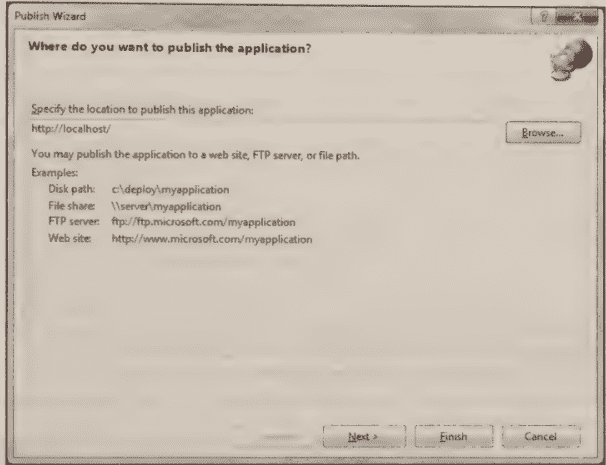 Publish Wizard
Where do you want to publish the application?
Specify the location to publish this application:
http://localhost/
Browse...
You may publish the application to a web site, FTP server, or file path.
Examples:
Disk path: c:\deploy\myapplication
File share: \\server\myapplication
FTP server: ftp://ftp.microsoft.com/myapplication
Web site: http://www.microsoft.com/myapplication
Next > Finish Cancel